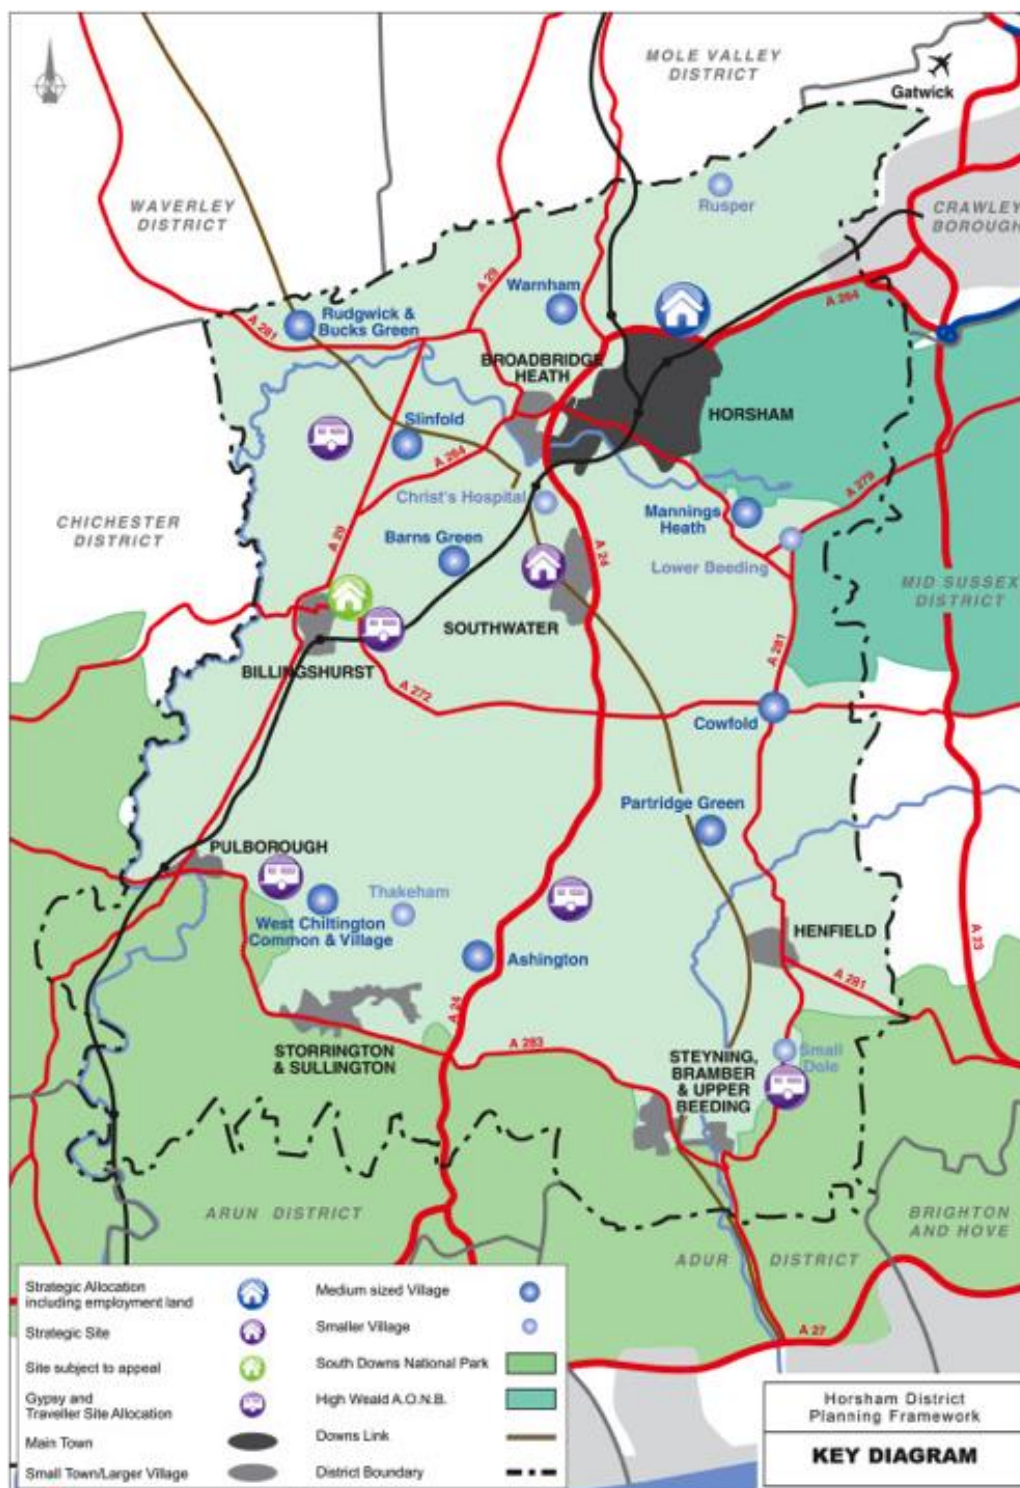 MOLE VALLEY
DISTRICT
Gatwick
WAVERLEY
DISTRICT
Rusper
CRAWLEY
BOROUGH
A 29
Warnham
A 264
Rudgwick &
Bucks Green
A 281
BROADBRIDGE
HEATH
HORSHAM
Slinfold
A 264
Christ's Hospital
A 279
CHICHESTER
DISTRICT
Mannings
Heath
A 29
Barns Green
A 24
Lower Beeding
MID SUSSEX
DISTRICT
SOUTHWATER
BILLINGSHURST
A 281
A 272
Cowfold
Partridge Green
PULBOROUGH
Thakeham
West Chiltington
Common & Village
HENFIELD
A 23
Ashington
A 281
A 24
A 283
STORRINGTON
& SULLINGTON
STEYNING,
BRAMBER
& UPPER
BEEDING
Small
Dole
ARUN DISTRICT
BRIGHTON
AND HOVE
ADUR DISTRICT
A 27
Strategic Allocation
including employment land
Strategic Site
Site subject to appeal
Gypsy and
Traveller Site Allocation
Main Town
Small Town/Larger Village
Medium sized Village
Smaller Village
South Downs National Park
High Weald A.O.N.B.
Downs Link
District Boundary
Horsham District
Planning Framework
KEY DIAGRAM